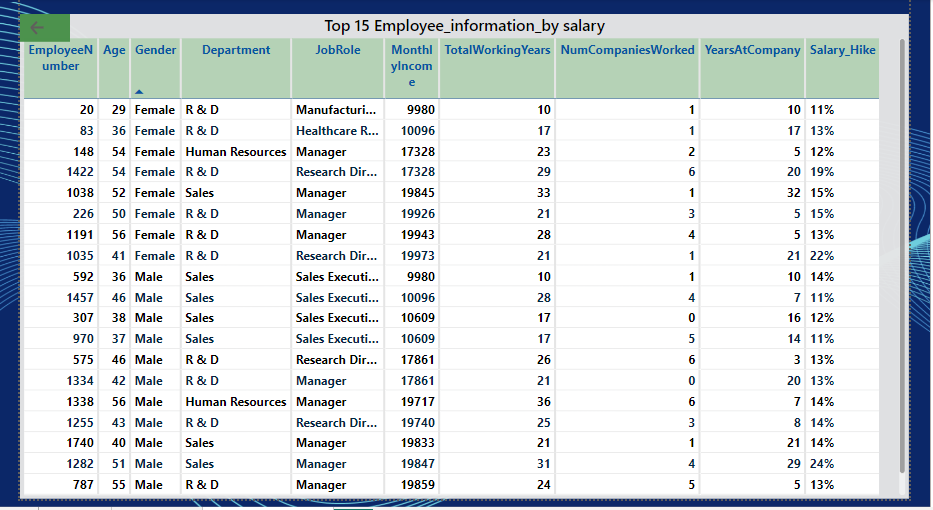 Top 15 Employee_information_by salary
EmployeeN
umber Age Gender Department JobRole Monthl
yIncom
e TotalWorkingYears NumCompaniesWorked YearsAtCompany Salary_Hike
20 29 Female R & D Manufacturi... 9980 10 1 10 11%
83 36 Female R & D Healthcare R... 10096 17 1 17 13%
148 54 Female Human Resources Manager 17328 23 2 5 12%
1422 54 Female R & D Research Dir... 17328 29 6 20 19%
1038 52 Female Sales Manager 19845 33 1 32 15%
226 50 Female R & D Manager 19926 21 3 5 15%
1191 56 Female R & D Manager 19943 28 4 5 13%
1035 41 Female R & D Research Dir... 19973 21 1 21 22%
592 36 Male Sales Sales Executi... 9980 10 1 10 14%
1457 46 Male Sales Sales Executi... 10096 28 4 7 11%
307 38 Male Sales Sales Executi... 10609 17 0 16 12%
970 37 Male Sales Sales Executi... 10609 17 5 14 11%
575 46 Male R & D Research Dir... 17861 26 6 3 13%
1334 42 Male R & D Manager 17861 21 0 20 13%
1338 56 Male Human Resources Manager 19717 36 6 7 14%
1255 43 Male R & D Research Dir... 19740 25 3 8 14%
1740 40 Male Sales Manager 19833 21 1 21 14%
1282 51 Male Sales Manager 19847 31 4 29 24%
787 55 Male R & D Manager 19859 24 5 5 13%